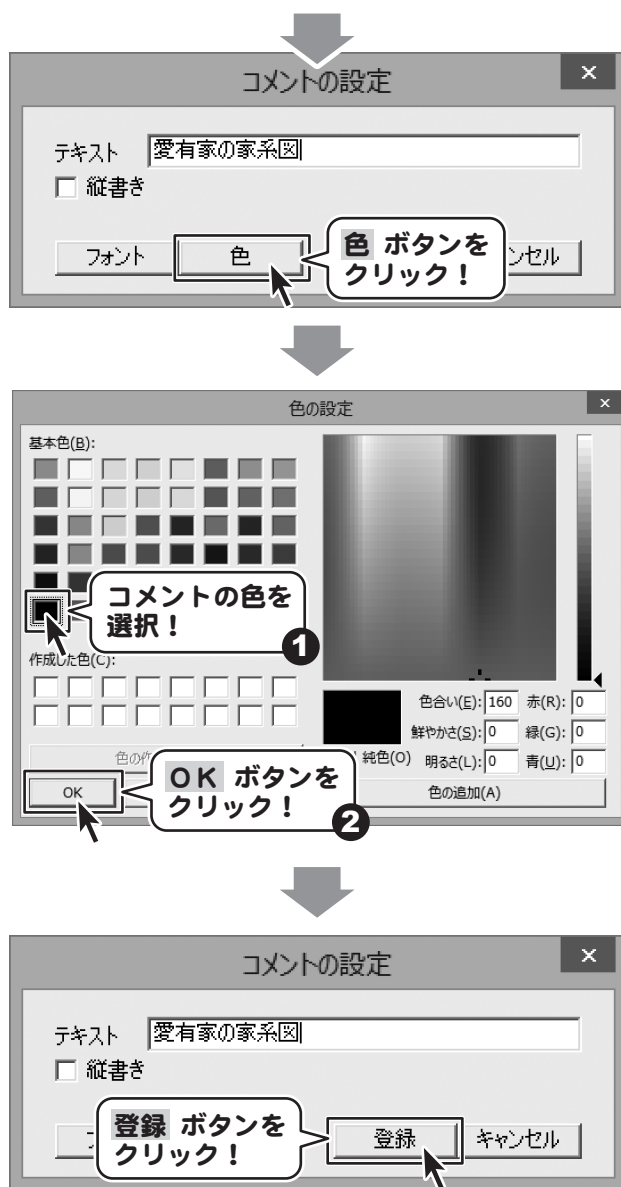 コメントの設定
×
テキスト 愛有家の家系図
縦書き
フォント 色 ンセル
色 ボタンを
クリック！
色の設定
×
基本色(B):
コメントの色を
選択！
1
作成した色(C):
色の作
純色(O)
色合い(E): 160 赤(R): 0
鮮やかさ(S): 0 緑(G): 0
明るさ(L): 0 青(U): 0
OK
OK ボタンを
クリック！
2
色の追加(A)
コメントの設定
×
テキスト 愛有家の家系図
縦書き
登録 ボタンを
クリック！
登録 キャンセル